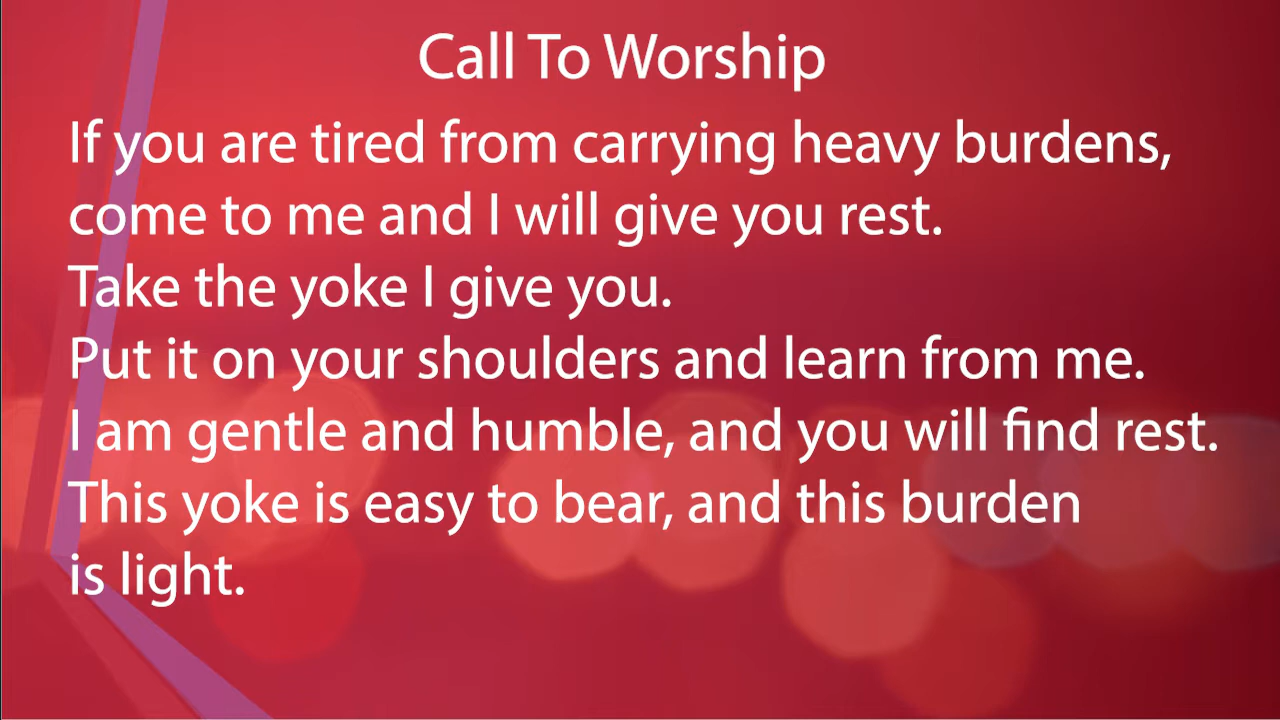 Call To Worship
If you are tired from carrying heavy burdens,
come to me and I will give you rest.
Take the yoke I give you.
Put it on your shoulders and learn from me.
I am gentle and humble, and you will find rest.
This yoke is easy to bear, and this burden
is light.